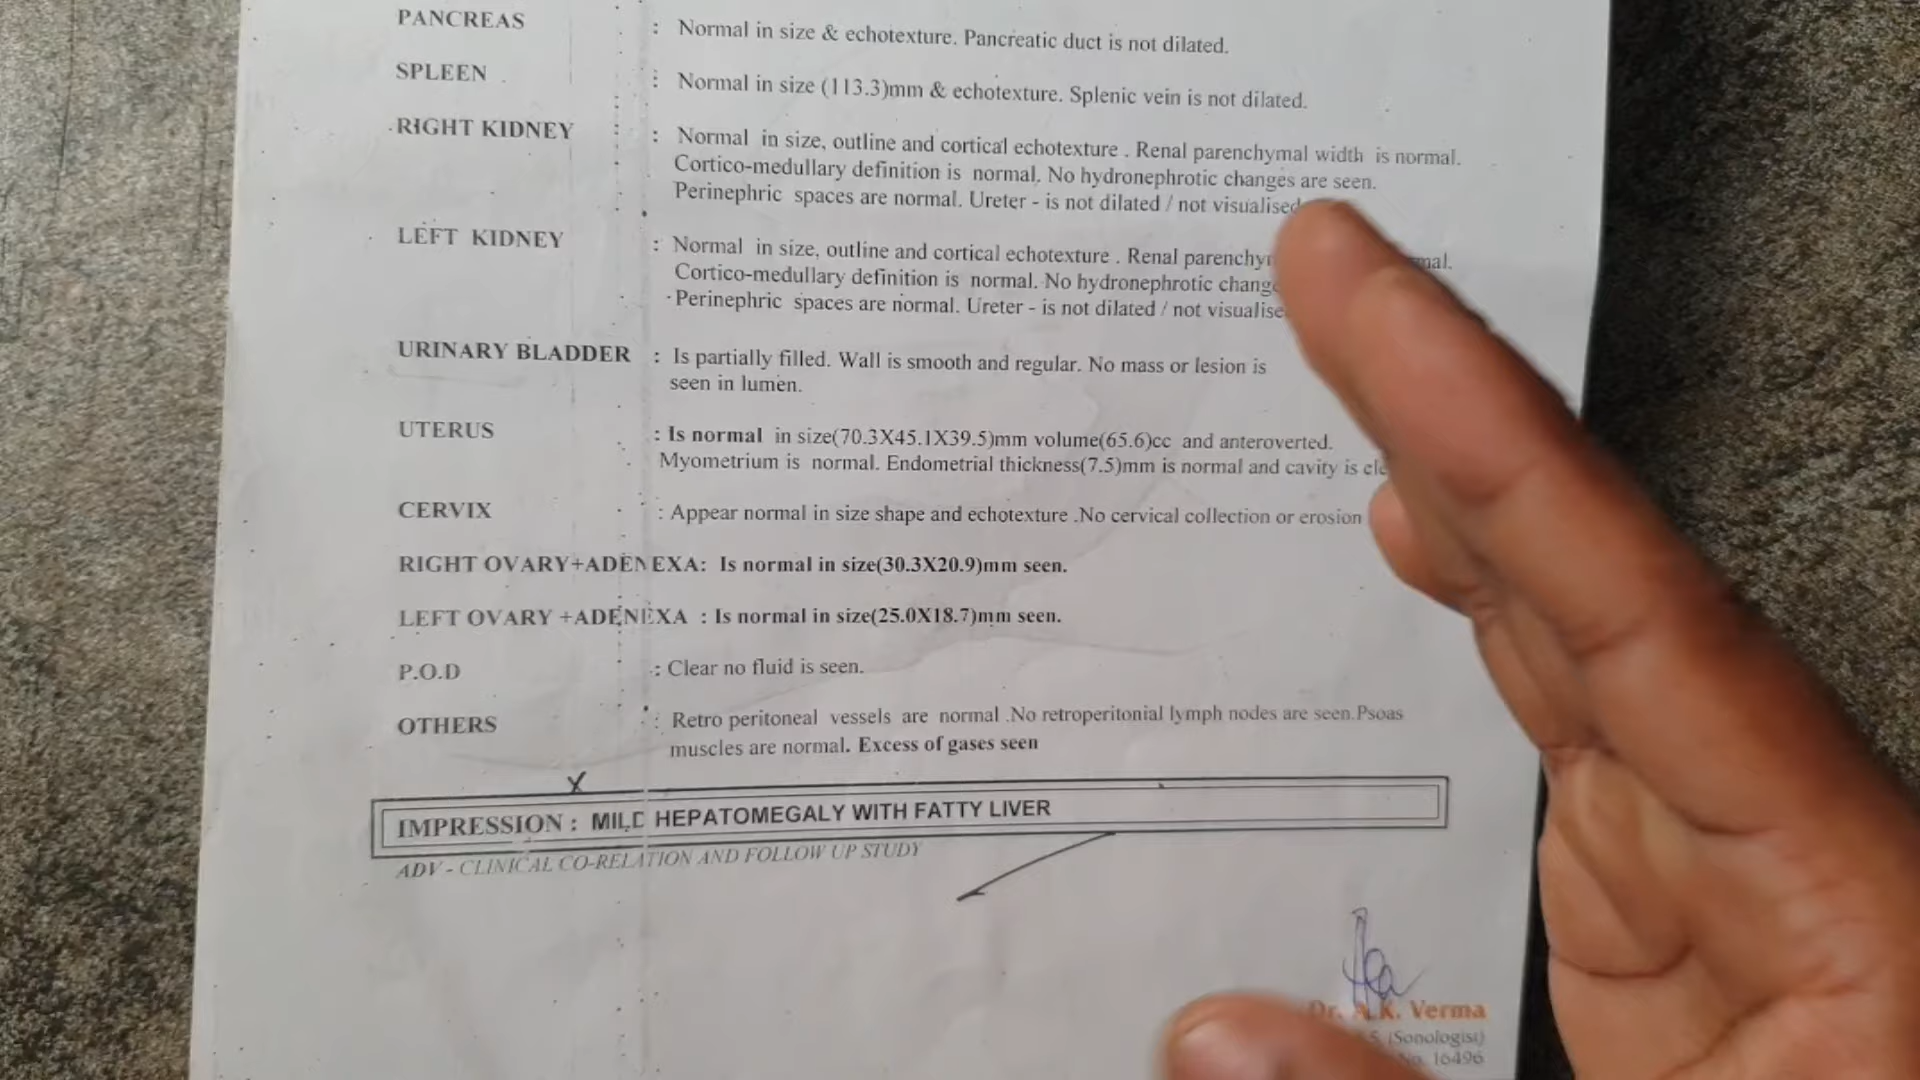 PANCREAS : Normal in size & echotexture. Pancreatic duct is not dilated.
SPLEEN : Normal in size (113.3)mm & echotexture. Splenic vein is not dilated.
RIGHT KIDNEY : : Normal in size, outline and cortical echotexture . Renal parenchymal width is normal.
Cortico-medullary definition is normal. No hydronephrotic changes are seen.
Perinephric spaces are normal. Ureter - is not dilated / not visualised
LEFT KIDNEY : Normal in size, outline and cortical echotexture . Renal
Cortico-medullary definition is normal. No hydronephrotic
Perinephric spaces are normal. Ureter - is not dilated / not
URINARY BLADDER : Is partially filled. Wall is smooth and regular. No mass or lesion is
seen in lumen.
UTERUS : Is normal in size(70.3X45.1X39.5)mm volume(65.6)cc and anteroverted.
Myometrium is normal. Endometrial thickness(7.5)mm is normal and cavity is
CERVIX : Appear normal in size shape and echotexture .No cervical collection or erosion
RIGHT OVARY+ADENEXA: Is normal in size(30.3X20.9)mm seen.
LEFT OVARY +ADENEXA : Is normal in size(25.0X18.7)mm seen.
P.O.D : Clear no fluid is seen.
OTHERS : Retro peritoneal vessels are normal .No retroperitonial lymph nodes are seen.Psoas
muscles are normal. Excess of gases seen
IMPRESSION : MILD HEPATOMEGALY WITH FATTY LIVER
ADV - CLINICAL CO-RELATION AND FOLLOW UP STUDY
Dr. A.K. Verma
(Sonologist)
No. 16496